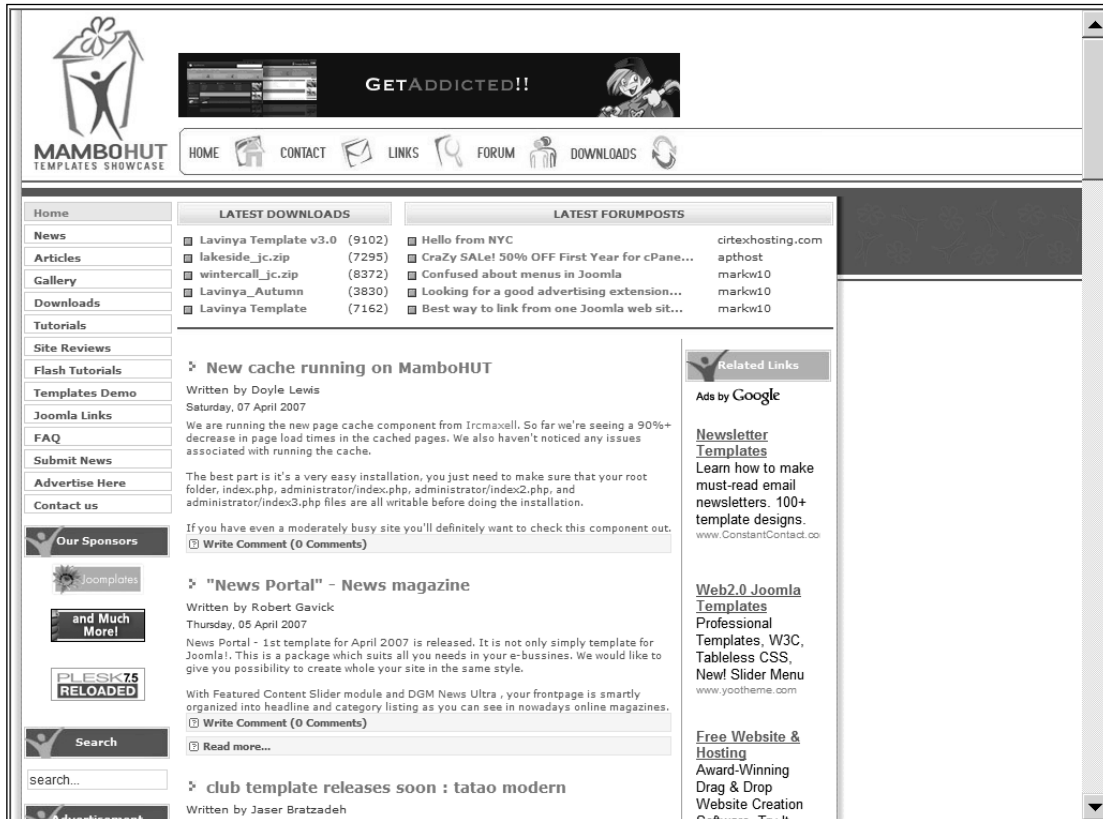 GETADDICTED!!
MAMBOHUT
TEMPLATES SHOWCASE
HOME CONTACT LINKS FORUM DOWNLOADS
Home
News
Articles
Gallery
Downloads
Tutorials
Site Reviews
Flash Tutorials
Templates Demo
Joomla Links
FAQ
Submit News
Advertise Here
Contact us
Our Sponsors
Joomplates
and Much
More!
PLESK 7.5
RELOADED
Search
search...
Advertisement
LATEST DOWNLOADS
Lavinya Template v3.0 (9102)
lakeside_jc.zip (7295)
wintercall_jc.zip (8372)
Lavinya_Autumn (3830)
Lavinya Template (7162)
LATEST FORUMPOSTS
Hello from NYC cirtexhosting.com
CraZy SALe! 50% OFF First Year for cPane... apthost
Confused about menus in Joomla markw10
Looking for a good advertising extension... markw10
Best way to link from one Joomla web sit... markw10
New cache running on MamboHUT
Written by Doyle Lewis
Saturday, 07 April 2007
We are running the new page cache component from Ircmaxell. So far we're seeing a 90%+
decrease in page load times in the cached pages. We also haven't noticed any issues
associated with running the cache.
The best part is it's a very easy installation, you just need to make sure that your root
folder, index.php, administrator/index.php, administrator/index2.php, and
administrator/index3.php files are all writable before doing the installation.
If you have even a moderately busy site you'll definitely want to check this component out.
Write Comment (0 Comments)
"News Portal" - News magazine
Written by Robert Gavick
Thursday, 05 April 2007
News Portal - 1st template for April 2007 is released. It is not only simply template for
Joomla!. This is a package which suits all you needs in your e-bussines. We would like to
give you possibility to create whole your site in the same style.
With Featured Content Slider module and DGM News Ultra , your frontpage is smartly
organized into headline and category listing as you can see in nowadays online magazines.
Write Comment (0 Comments)
Read more...
club template releases soon : tatao modern
Written by Jaser Bratzadeh
Related Links
Ads by Google
Newsletter
Templates
Learn how to make
must-read email
newsletters. 100+
template designs.
www.ConstantContact.co
Web2.0 Joomla
Templates
Professional
Templates, W3C,
Tableless CSS,
New! Slider Menu
www.yootheme.com
Free Website &
Hosting
Award-Winning
Drag & Drop
Website Creation
Software. Try It